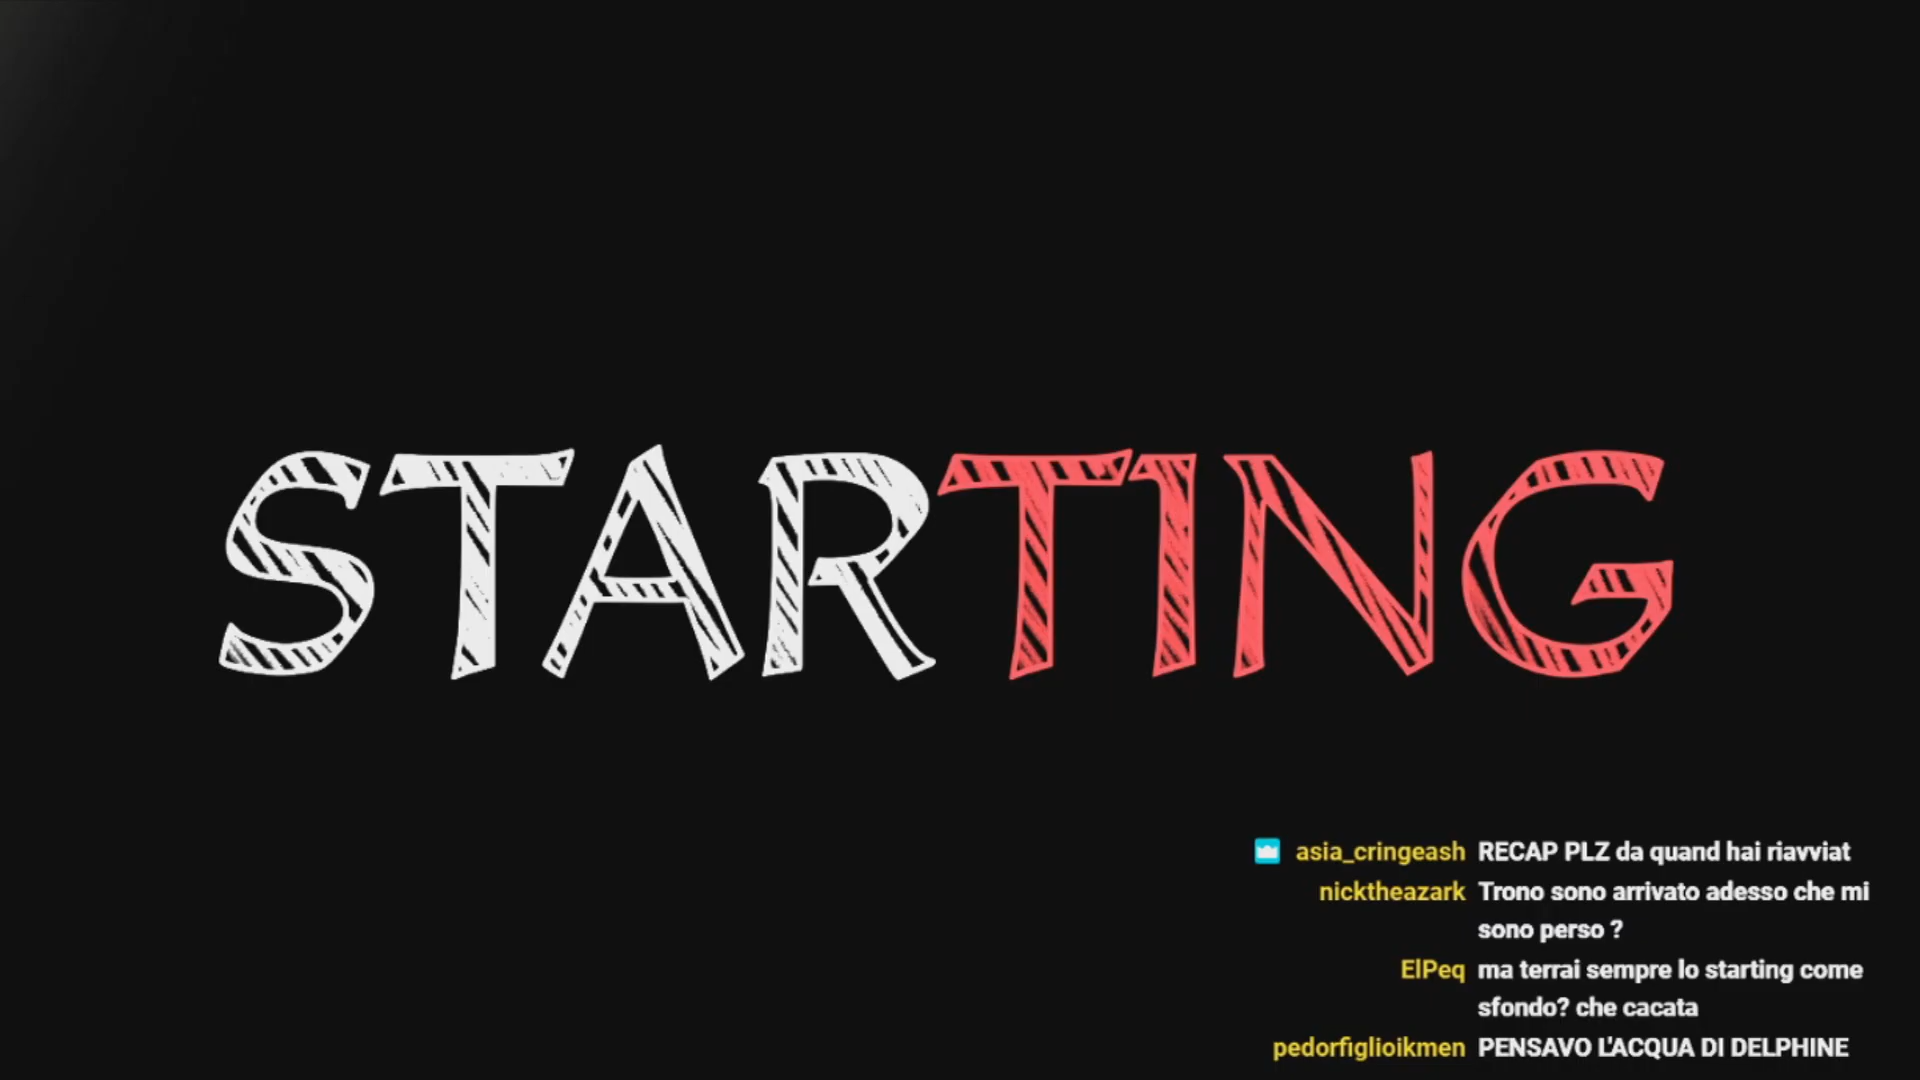 STARTING
asia_cringeash RECAP PLZ da quand hai riavviat
nicktheazark Trono sono arrivato adesso che mi
sono perso ?
ElPeq ma terrai sempre lo starting come
sfondo? che cacata
pedorfiglioikmen PENSAVO L'ACQUA DI DELPHINE